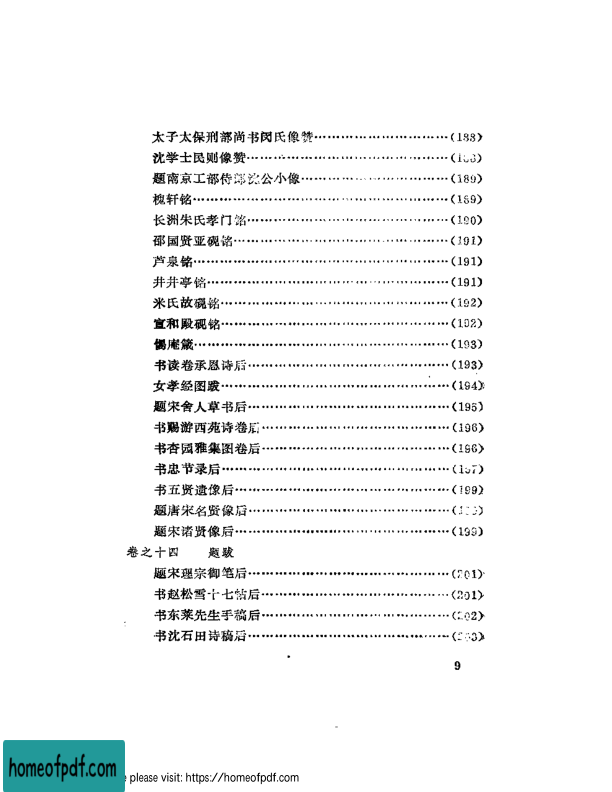 太子太保刑部尚书闵氏像赞…………………………(188)
沈学士民则像赞……………………………………
题南京工部侍郎沈公小像…………………………(189)
槐轩铭………………………………………………(189)
长洲朱氏孝门铭……………………………………(190)
邵国贤亚砚铭………………………………………(191)
芦泉铭………………………………………………(191)
井井亭铭……………………………………………(191)
米氏故砚铭…………………………………………(192)
宣和殿砚铭…………………………………………(192)
惕庵箴………………………………………………(193)
书读卷承恩诗后……………………………………(193)
女孝经图跋…………………………………………(194)
题宋舍人草书后……………………………………(195)
书赐游西苑诗卷后…………………………………(196)
书杏园雅集图卷后…………………………………(196)
书忠节录后…………………………………………(197)
书五贤遗像后………………………………………(199)
题唐宋名贤像后……………………………………
题宋诸贤像后………………………………………(199)
卷之十四 题跋
题宋理宗御笔后……………………………………(201)
书赵松雪十七帖后…………………………………(201)
书东莱先生手稿后…………………………………(202)
书沈石田诗稿后……………………………………(203)
9
homeofpdf.com
e please visit: https://homeofpdf.com